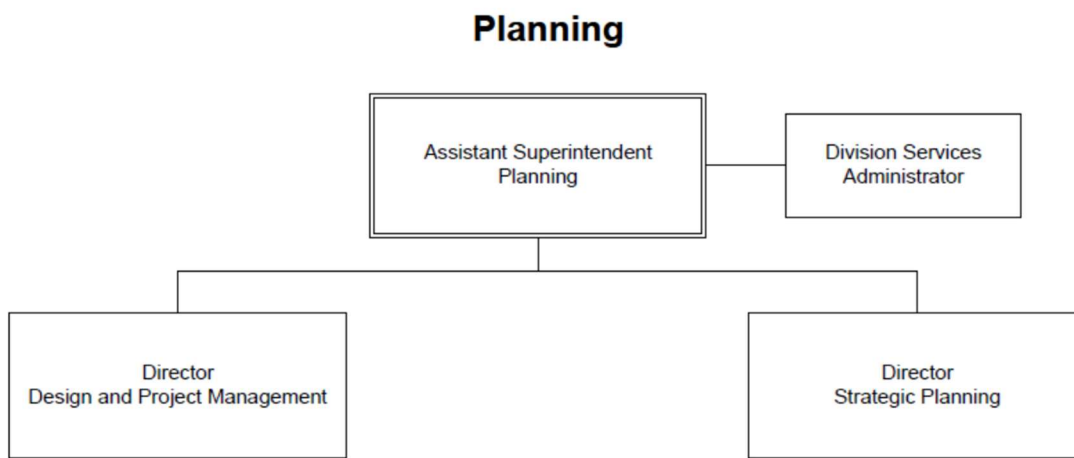 Planning
Assistant Superintendent
Planning
Division Services
Administrator
Director
Design and Project Management
Director
Strategic Planning